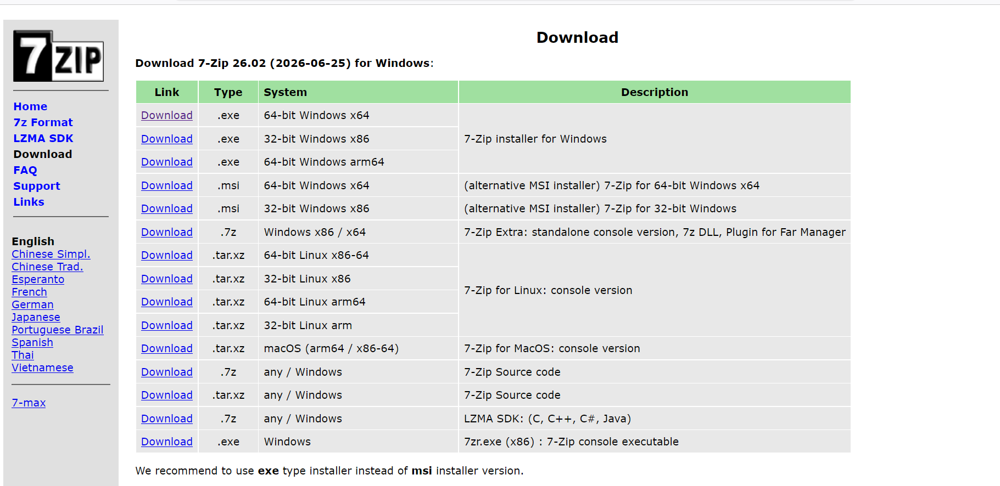 7 ZIP
Home
7z Format
LZMA SDK
Download
FAQ
Support
Links
English
Chinese Simpl.
Chinese Trad.
Esperanto
French
German
Japanese
Portuguese Brazil
Spanish
Thai
Vietnamese
7-max
Download
Download 7-Zip 26.02 (2026-06-25) for Windows:
Link Type System Description
Download .exe 64-bit Windows x64
Download .exe 32-bit Windows x86 7-Zip installer for Windows
Download .exe 64-bit Windows arm64
Download .msi 64-bit Windows x64 (alternative MSI installer) 7-Zip for 64-bit Windows x64
Download .msi 32-bit Windows x86 (alternative MSI installer) 7-Zip for 32-bit Windows
Download .7z Windows x86 / x64 7-Zip Extra: standalone console version, 7z DLL, Plugin for Far Manager
Download .tar.xz 64-bit Linux x86-64
Download .tar.xz 32-bit Linux x86
7-Zip for Linux: console version
Download .tar.xz 64-bit Linux arm64
Download .tar.xz 32-bit Linux arm
Download .tar.xz macOS (arm64 / x86-64) 7-Zip for MacOS: console version
Download .7z any / Windows 7-Zip Source code
Download .tar.xz any / Windows 7-Zip Source code
Download .7z any / Windows LZMA SDK: (C, C++, C#, Java)
Download .exe Windows 7zr.exe (x86) : 7-Zip console executable
We recommend to use exe type installer instead of msi installer version.